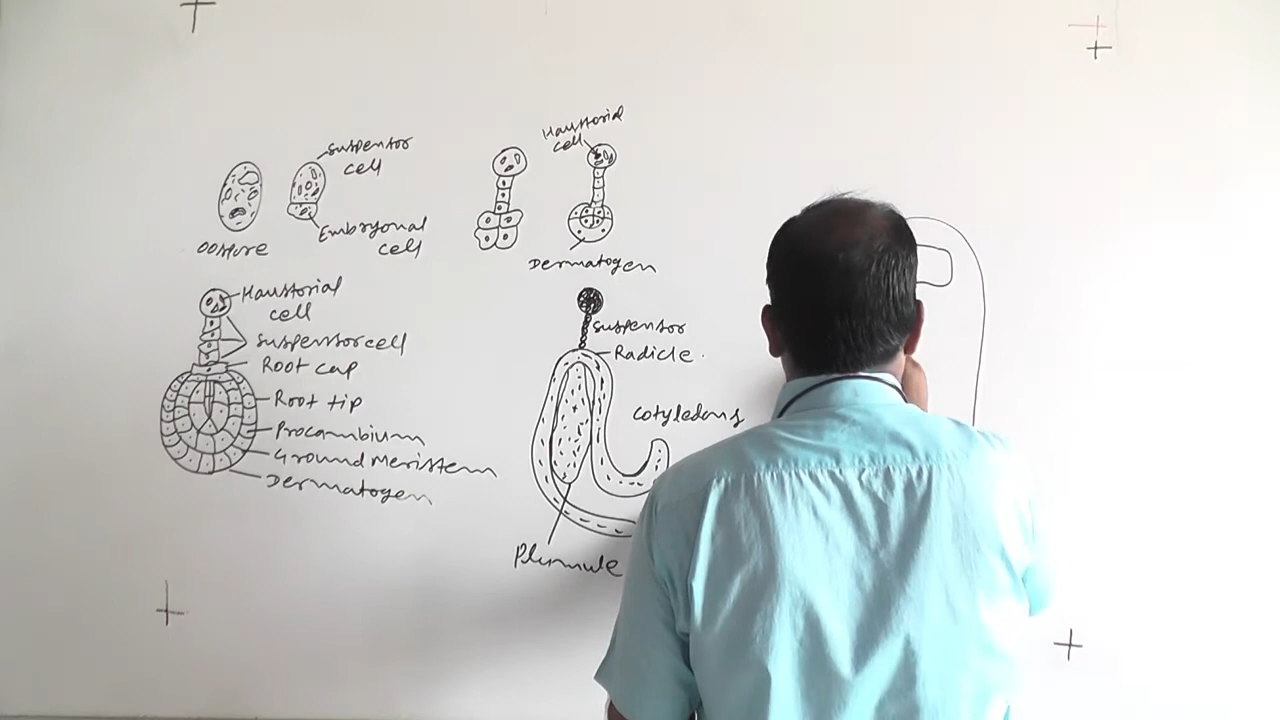 Suspensor
cell
Oospore
Embryonal
cell
Haustorial
cell
Dermatogen
Haustorial
cell
Suspensor cell
Root cap
Root tip
Procambium
Ground Meristem
Dermatogen
Suspensor
Radicle.
Cotyledons
Plumule